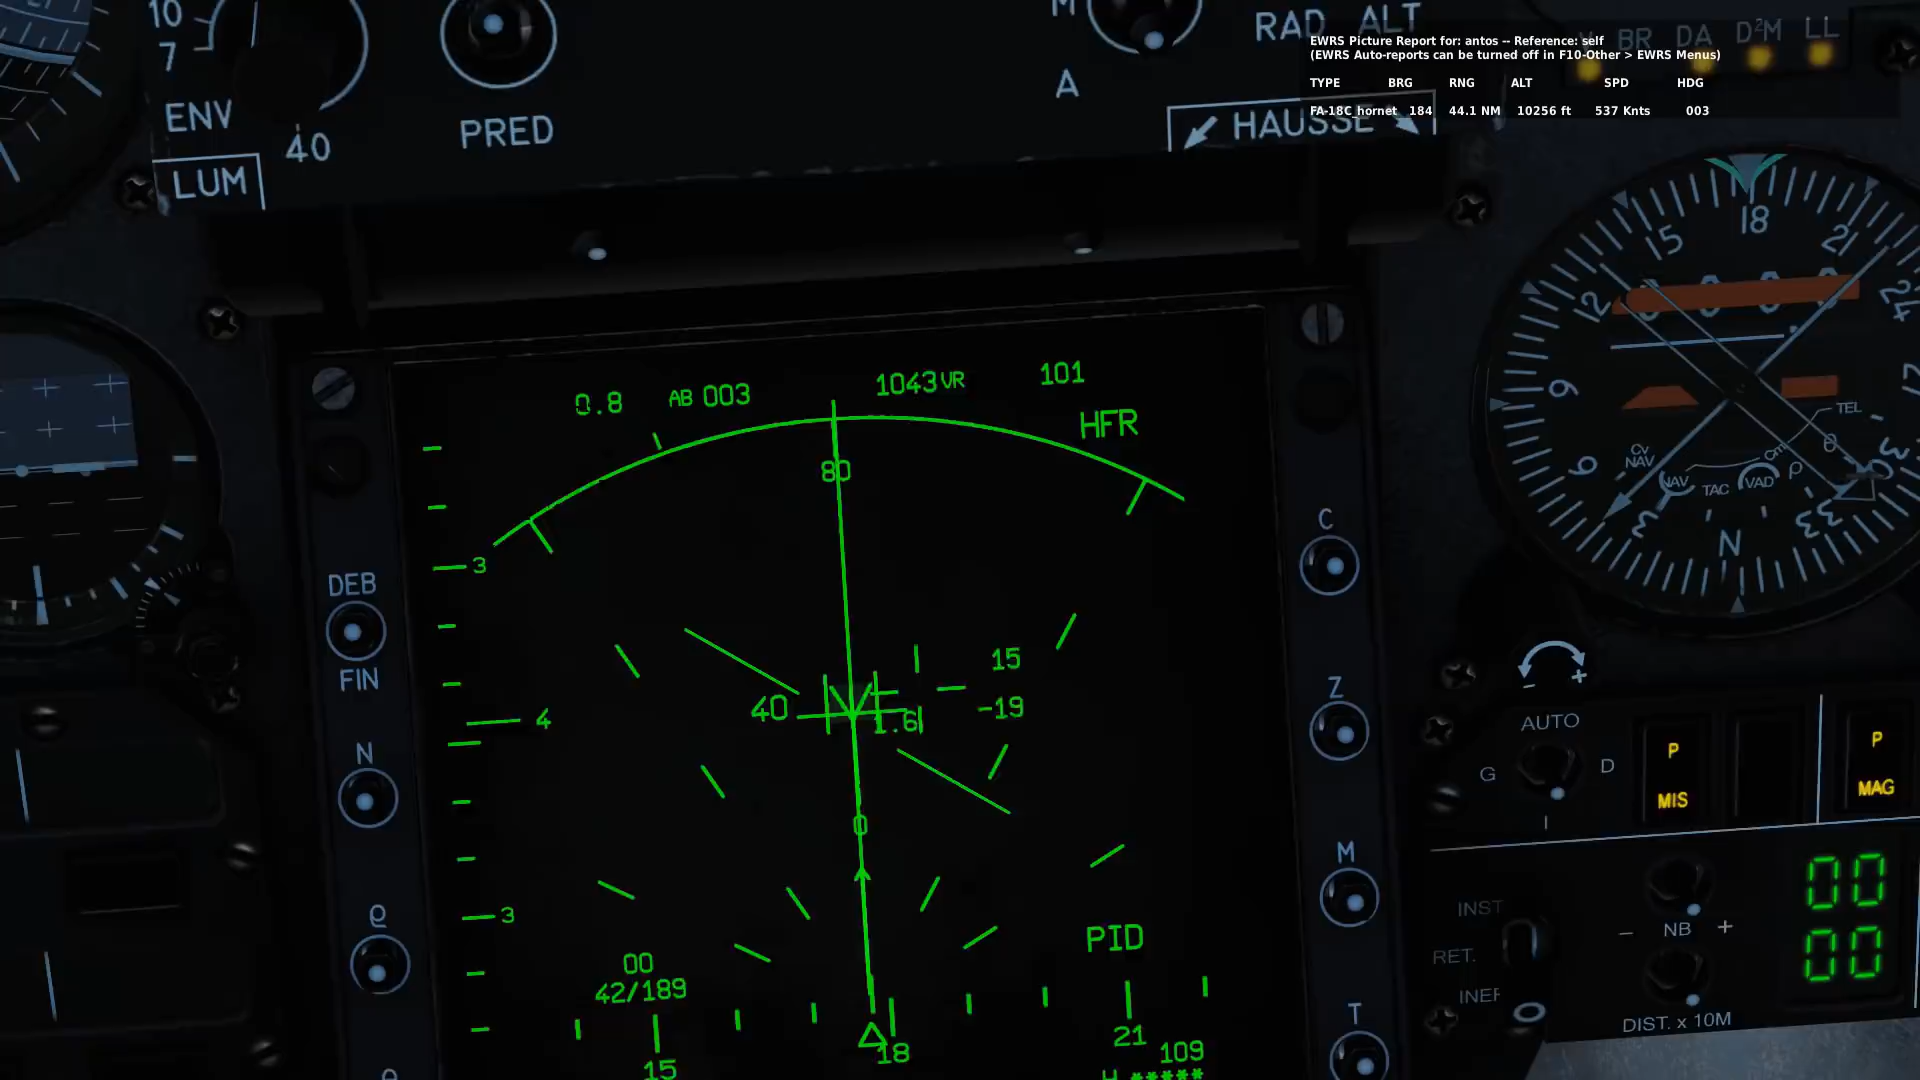 10
7
ENV
40
LUM
PRED
M
A
RAD ALT
HAUSSE
BR DA D²M LL
EWRS Picture Report for: antos -- Reference: self
(EWRS Auto-reports can be turned off in F10-Other > EWRS Menus)
TYPE BRG RNG ALT SPD HDG
FA-18C_hornet 184 44.1 NM 10256 ft 537 Knts 003
0.8 AB 003 1043 VR 101
HFR
80
3
15
40 1.6 -19
4
0
3
PID
00
42/189
15 18 21
109
DEB
FIN
N
C
Z
M
T
12 15 18 21 24
9
6
3
N
33
Cv
NAV
NAV TAC VAD ρ θ
Cm
TEL
- +
AUTO
G D
P
MIS
P
MAG
INST
RET.
- NB +
DIST. x 10M
00
00